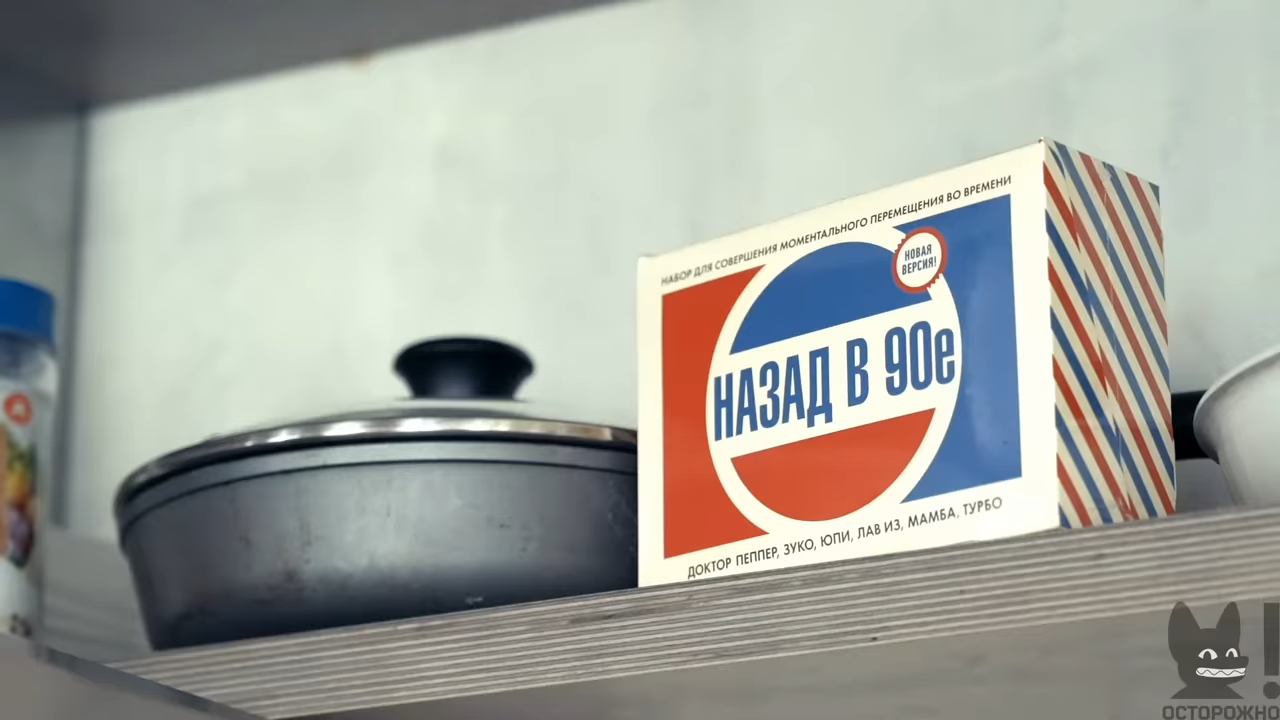 НАБОР ДЛЯ СОВЕРШЕНИЯ МОМЕНТАЛЬНОГО ПЕРЕМЕЩЕНИЯ ВО ВРЕМЕНИ
НОВАЯ
ВЕРСИЯ!
НАЗАД В 90е
ДОКТОР ПЕППЕР, ЗУКО, ЮПИ, ЛАВ ИЗ, МАМБА, ТУРБО
ОСТОРОЖНО